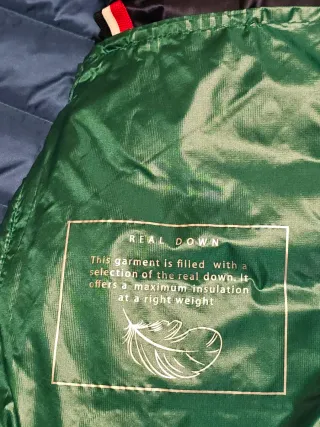 REAL DOWN
This garment is filled with a
selection of the real down. It
offers a maximum insulation
at a right weight